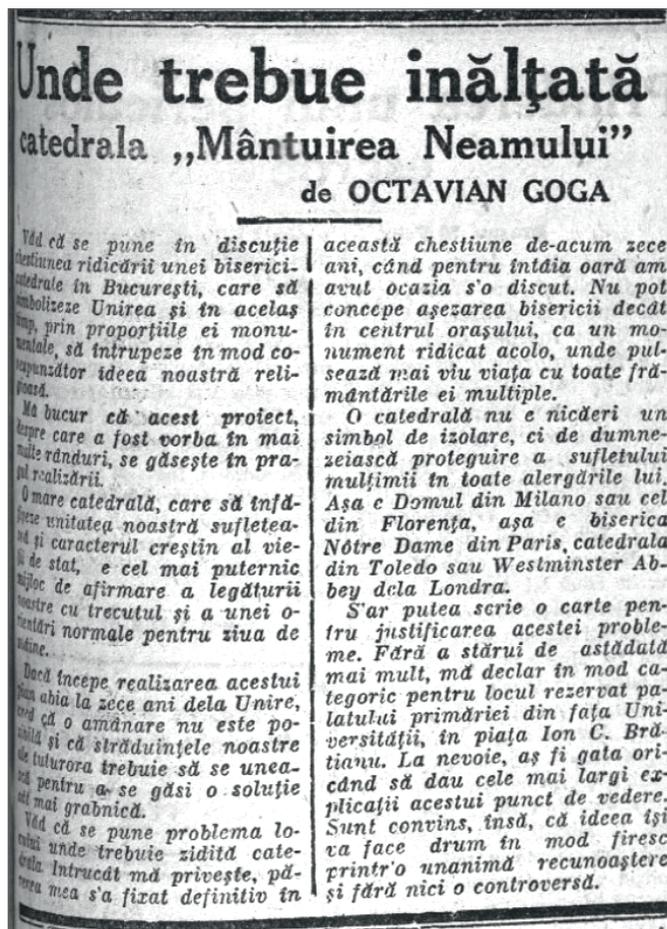 Unde trebue inălţată
catedrala „Mântuirea Neamului”
de OCTAVIAN GOGA
Văd că se pune în discuţie
chestiunea ridicării unei biserici-
catedrale în Bucureşti, care să
simbolizeze Unirea şi în acelaş
timp, prin proporţiile ei monu-
mentale, să întrupeze în mod co-
respunzător ideea noastră reli-
gioasă.
Mă bucur că acest proiect,
despre care a fost vorba în mai
multe rânduri, se găseşte în pra-
gul realizării.
O mare catedrală, care să înfă-
ţişeze unitatea noastră sufletea-
scă şi caracterul creştin al vie-
ţii de stat, e cel mai puternic
mijloc de afirmare a legăturii
noastre cu trecutul şi a unei o-
rientări normale pentru ziua de
mâine.
Dacă începe realizarea acestui
plan abia la zece ani dela Unire,
cred că o amânare nu este po-
sibilă şi că străduinţele noastre
ale tuturora trebuie să se unea-
scă pentru a se găsi o soluţie
cât mai grabnică.
Văd că se pune problema lo-
cului unde trebuie zidită cate-
drala. Intrucât mă priveşte, pă-
rerea mea s'a fixat definitiv în
această chestiune de-acum zece
ani, când pentru întâia oară am
avut ocazia s'o discut. Nu pot
concepe aşezarea bisericii decât
în centrul oraşului, ca un mo-
nument ridicat acolo, unde pul-
sează mai viu viaţa cu toate fră-
mântările ei multiple.
O catedrală nu e nicăeri un
simbol de izolare, ci de dumne-
zeiască proteguire a sufletului
mulţimii în toate alergările lui.
Aşa e Domul din Milano sau cel
din Florenţa, aşa e biserica
Nôtre Dame din Paris, catedrala
din Toledo sau Westminster Ab-
bey dela Londra.
S'ar putea scrie o carte pen-
tru justificarea acestei proble-
me. Fără a stărui de astădată
mai mult, mă declar în mod ca-
tegoric pentru locul rezervat pa-
latului primăriei din faţa Uni-
versităţii, în piaţa Ion C. Bră-
tianu. La nevoie, aş fi gata ori-
când să dau cele mai largi ex-
plicaţii acestui punct de vedere.
Sunt convins, însă, că ideea îşi
va face drum în mod firesc
printr'o unanimă recunoaştere
şi fără nici o controversă.